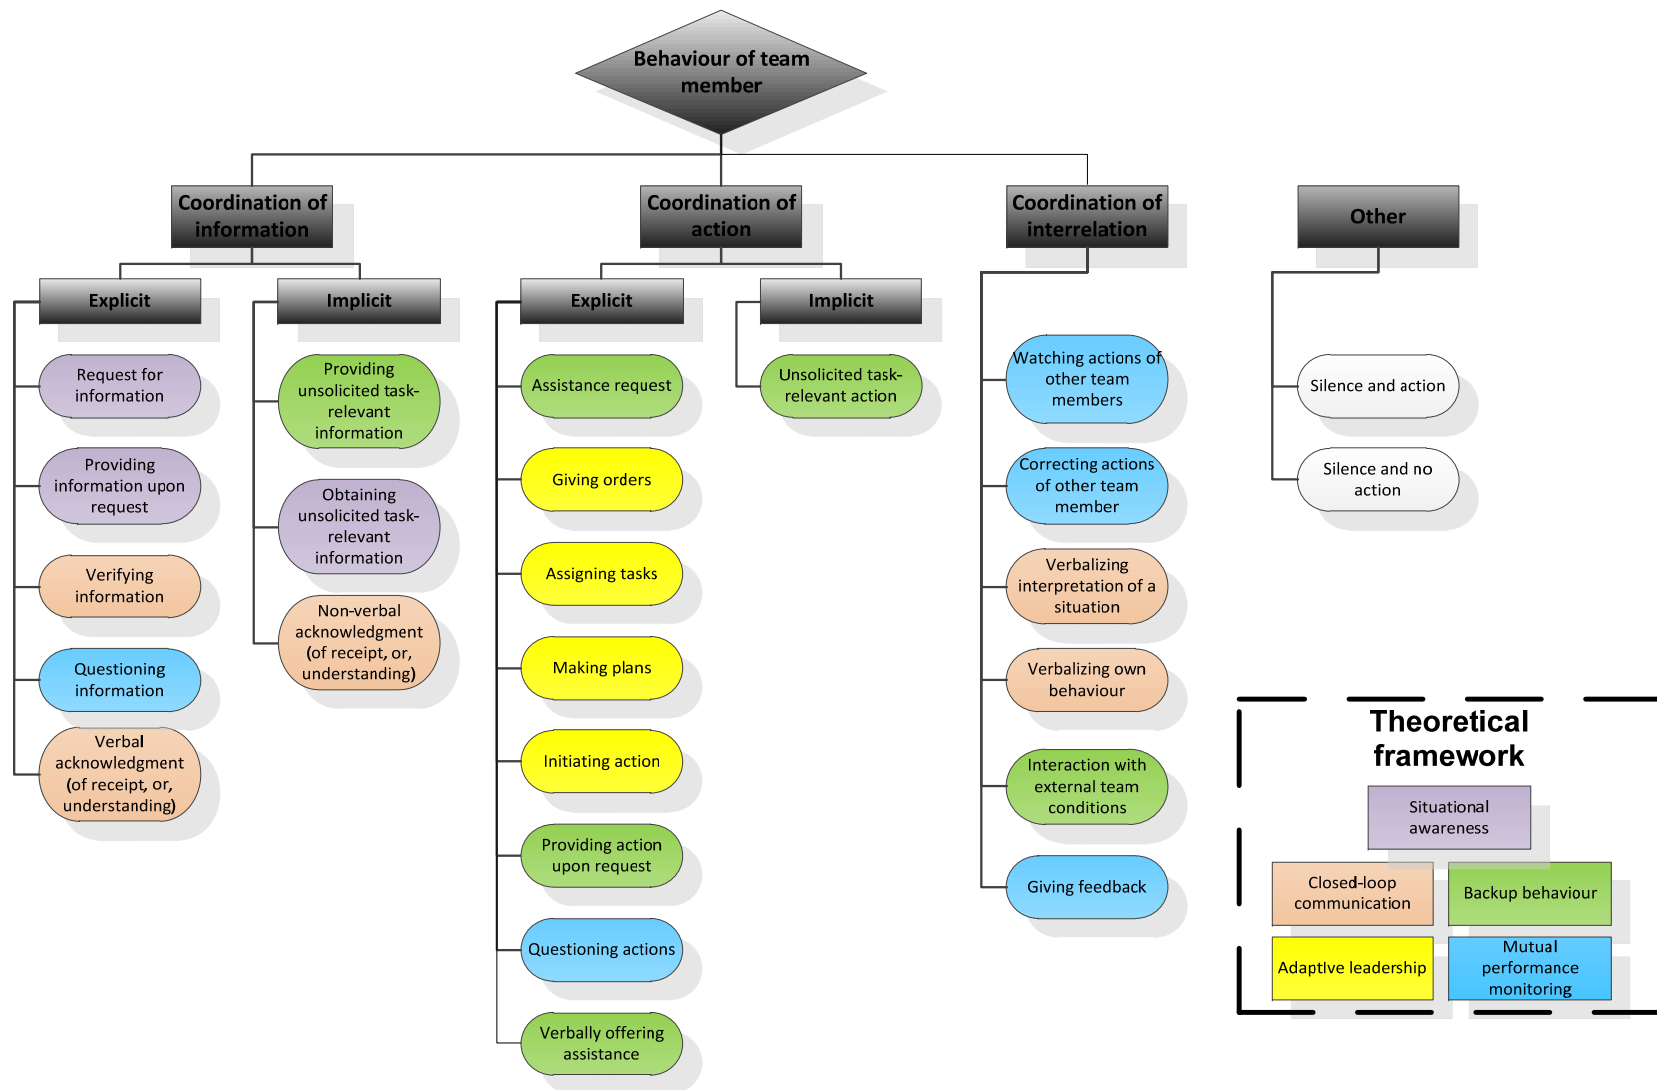 Behaviour of team
member
Coordination of
information
Coordination of
action
Coordination of
interrelation
Other
Explicit
Implicit
Explicit
Implicit
Request for
information
Providing
information upon
request
Verifying
information
Questioning
information
Verbal
acknowledgment
(of receipt, or,
understanding)
Providing
unsolicited task-
relevant
information
Obtaining
unsolicited task-
relevant
information
Non-verbal
acknowledgment
(of receipt, or,
understanding)
Assistance request
Giving orders
Assigning tasks
Making plans
Initiating action
Providing action
upon request
Questioning actions
Verbally offering
assistance
Unsolicited task-
relevant action
Watching actions of
other team
members
Correcting actions
of other team
member
Verbalizing
interpretation of a
situation
Verbalizing own
behaviour
Interaction with
external team
conditions
Giving feedback
Silence and action
Silence and no
action
Theoretical
framework
Situational
awareness
Closed-loop
communication
Backup behaviour
Adaptive leadership
Mutual
performance
monitoring